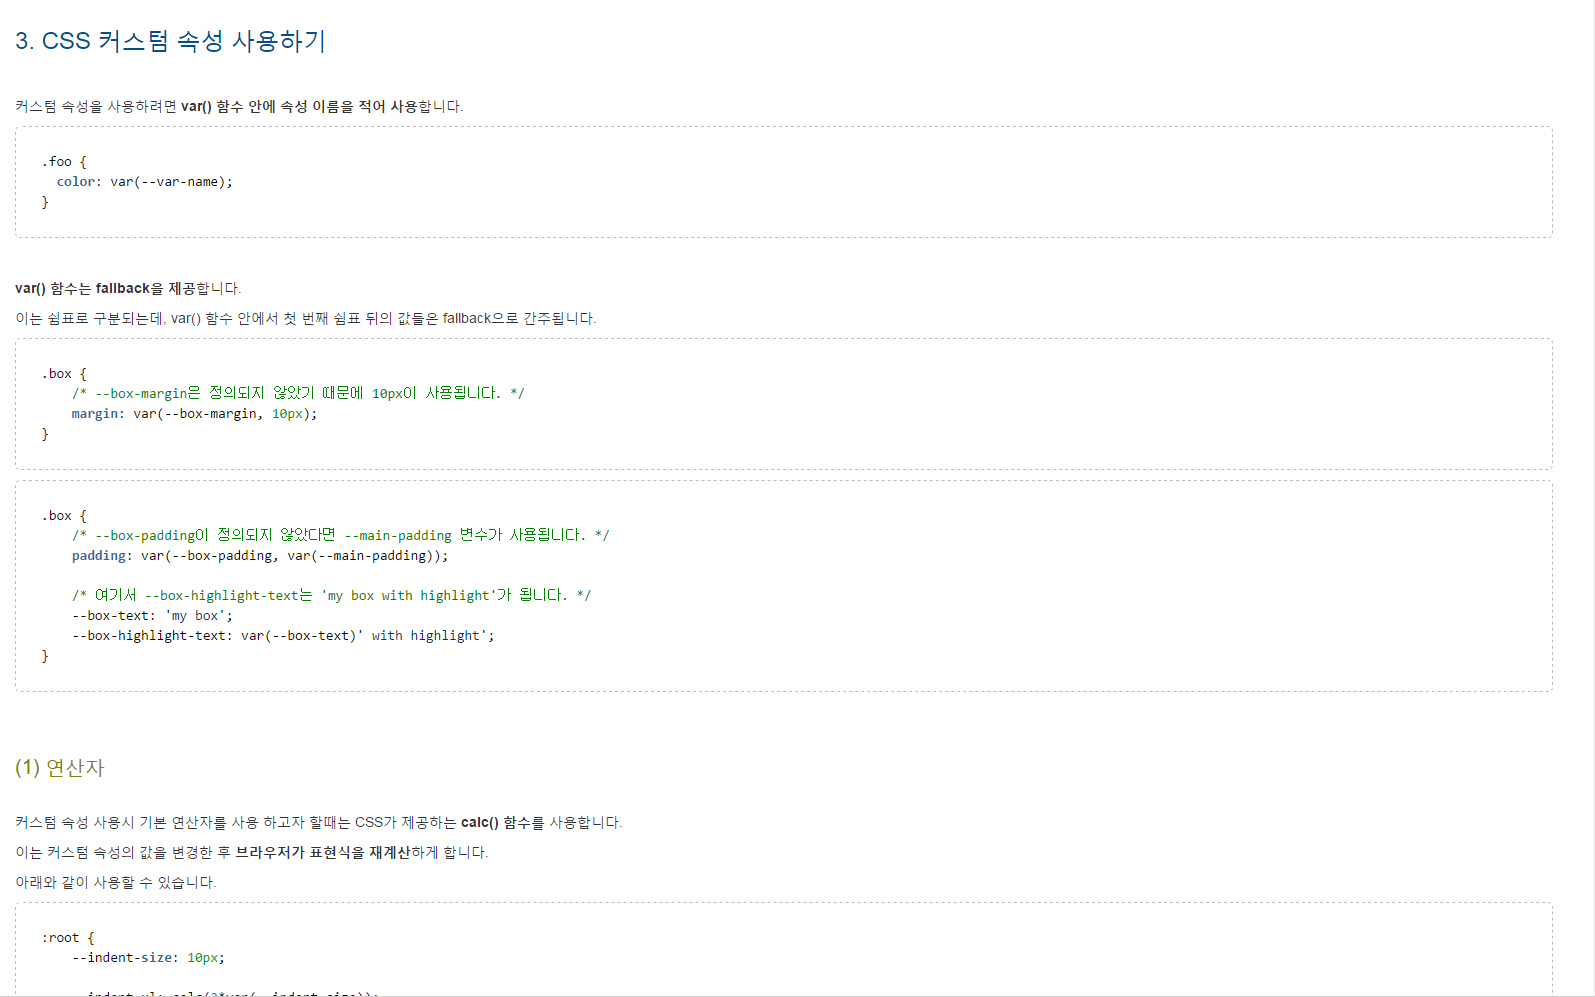 3. CSS 커스텀 속성 사용하기
커스텀 속성을 사용하려면 var() 함수 안에 속성 이름을 적어 사용합니다.
.foo {
  color: var(--var-name);
}
var() 함수는 fallback을 제공합니다.
이는 쉼표로 구분되는데, var() 함수 안에서 첫 번째 쉼표 뒤의 값들은 fallback으로 간주됩니다.
.box {
    /* --box-margin은 정의되지 않았기 때문에 10px이 사용됩니다. */
    margin: var(--box-margin, 10px);
}
.box {
    /* --box-padding이 정의되지 않았다면 --main-padding 변수가 사용됩니다. */
    padding: var(--box-padding, var(--main-padding));
    /* 여기서 --box-highlight-text는 'my box with highlight'가 됩니다. */
    --box-text: 'my box';
    --box-highlight-text: var(--box-text)' with highlight';
}
(1) 연산자
커스텀 속성 사용시 기본 연산자를 사용 하고자 할때는 CSS가 제공하는 calc() 함수를 사용합니다.
이는 커스텀 속성의 값을 변경한 후 브라우저가 표현식을 재계산하게 합니다.
아래와 같이 사용할 수 있습니다.
:root {
    --indent-size: 10px;